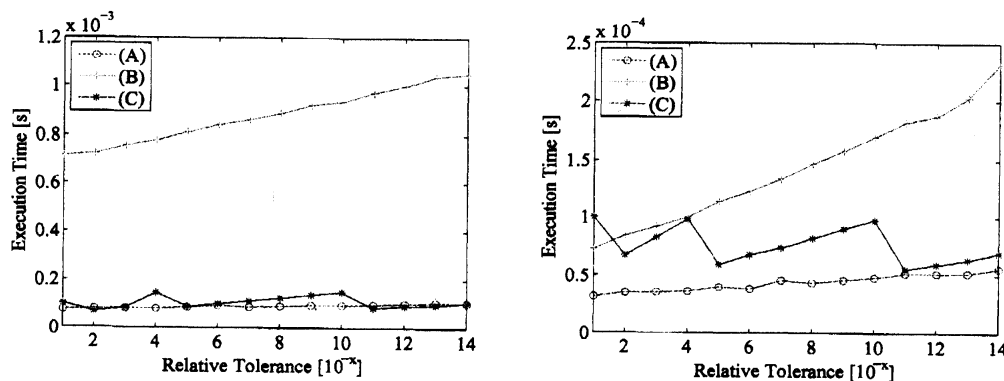 x 10⁻³
1.2
1
0.8
0.6
0.4
0.2
0
2 4 6 8 10 12 14
Execution Time [s]
Relative Tolerance [10⁻ˣ]
(A)
(B)
(C)
x 10⁻⁴
2.5
2
1.5
1
0.5
0
2 4 6 8 10 12 14
Execution Time [s]
Relative Tolerance [10⁻ˣ]
(A)
(B)
(C)